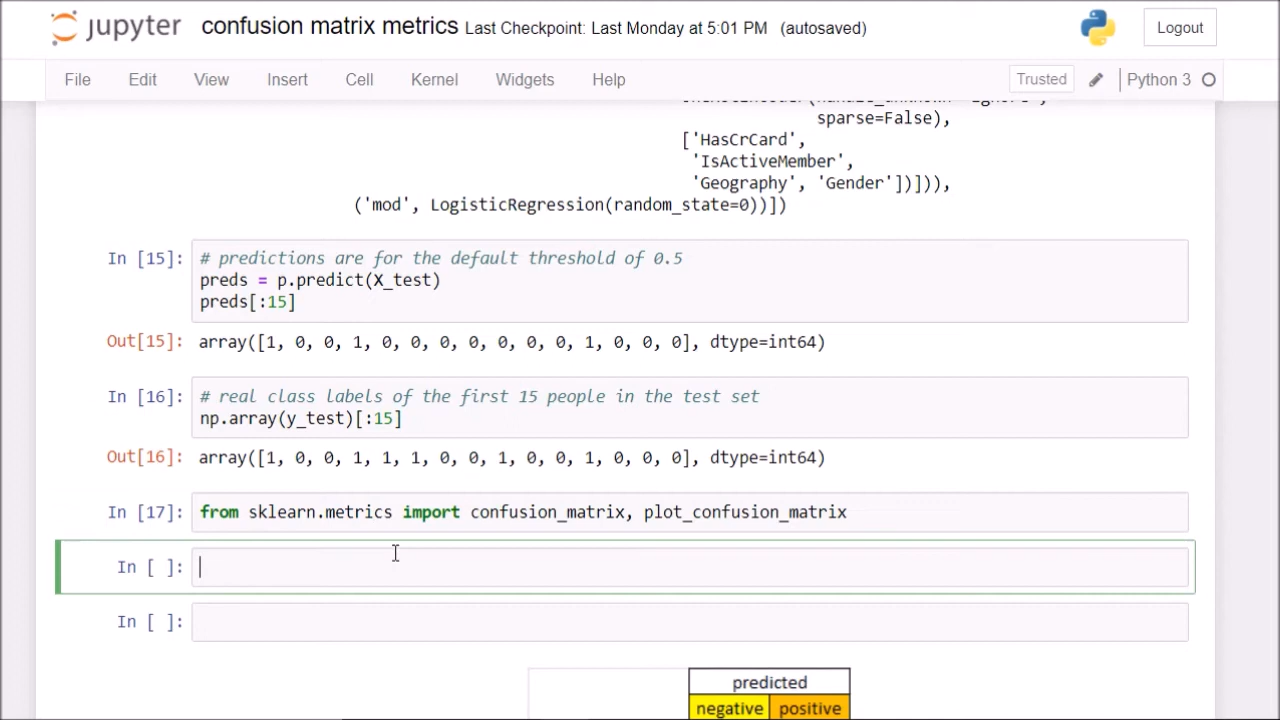 jupyter confusion matrix metrics Last Checkpoint: Last Monday at 5:01 PM (autosaved) Logout
File Edit View Insert Cell Kernel Widgets Help Trusted Python 3
sparse=False),
['HasCrCard',
'IsActiveMember',
'Geography', 'Gender'])])),
('mod', LogisticRegression(random_state=0))])
In [15]: # predictions are for the default threshold of 0.5
preds = p.predict(X_test)
preds[:15]
Out[15]: array([1, 0, 0, 1, 0, 0, 0, 0, 0, 0, 0, 1, 0, 0, 0], dtype=int64)
In [16]: # real class labels of the first 15 people in the test set
np.array(y_test)[:15]
Out[16]: array([1, 0, 0, 1, 1, 1, 0, 0, 1, 0, 0, 1, 0, 0, 0], dtype=int64)
In [17]: from sklearn.metrics import confusion_matrix, plot_confusion_matrix
In [ ]:
In [ ]:
predicted
negative positive